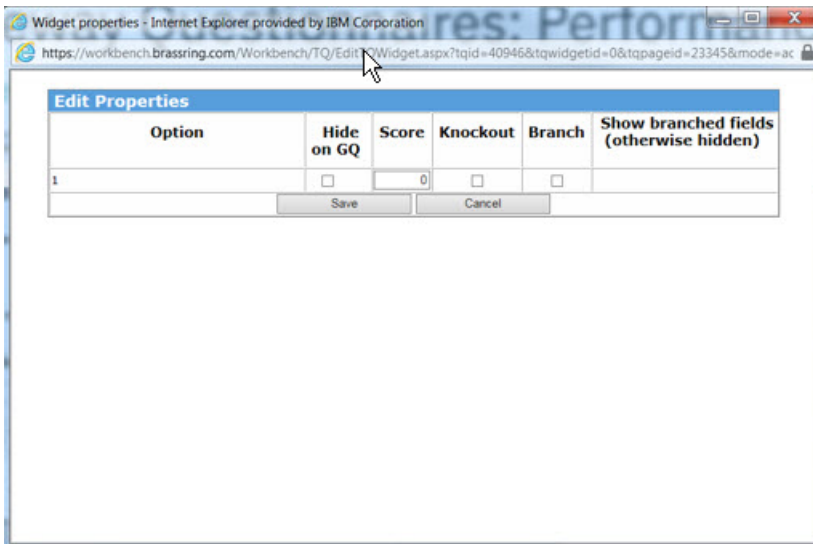 Widget properties - Internet Explorer provided by IBM Corporation
https://workbench.brassring.com/Workbench/TQ/EditTQWidget.aspx?tqid=40946&tqwidgetid=0&tqpageid=23345&mode=ac
Edit Properties
Option Hide on GQ Score Knockout Branch Show branched fields (otherwise hidden)
1 0
Save Cancel